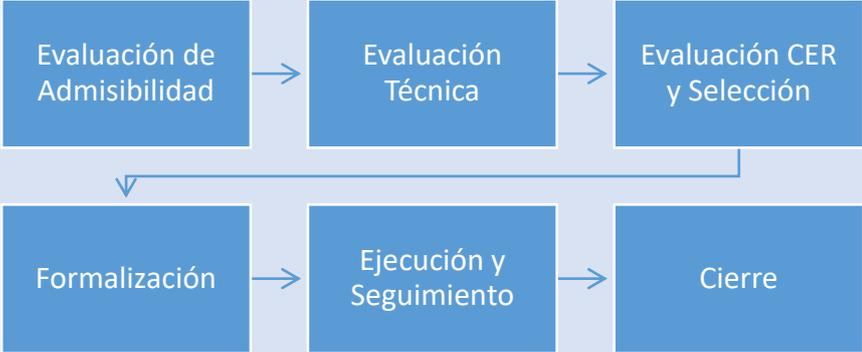 Evaluación de
Admisibilidad
Evaluación
Técnica
Evaluación CER
y Selección
Formalización
Ejecución y
Seguimiento
Cierre